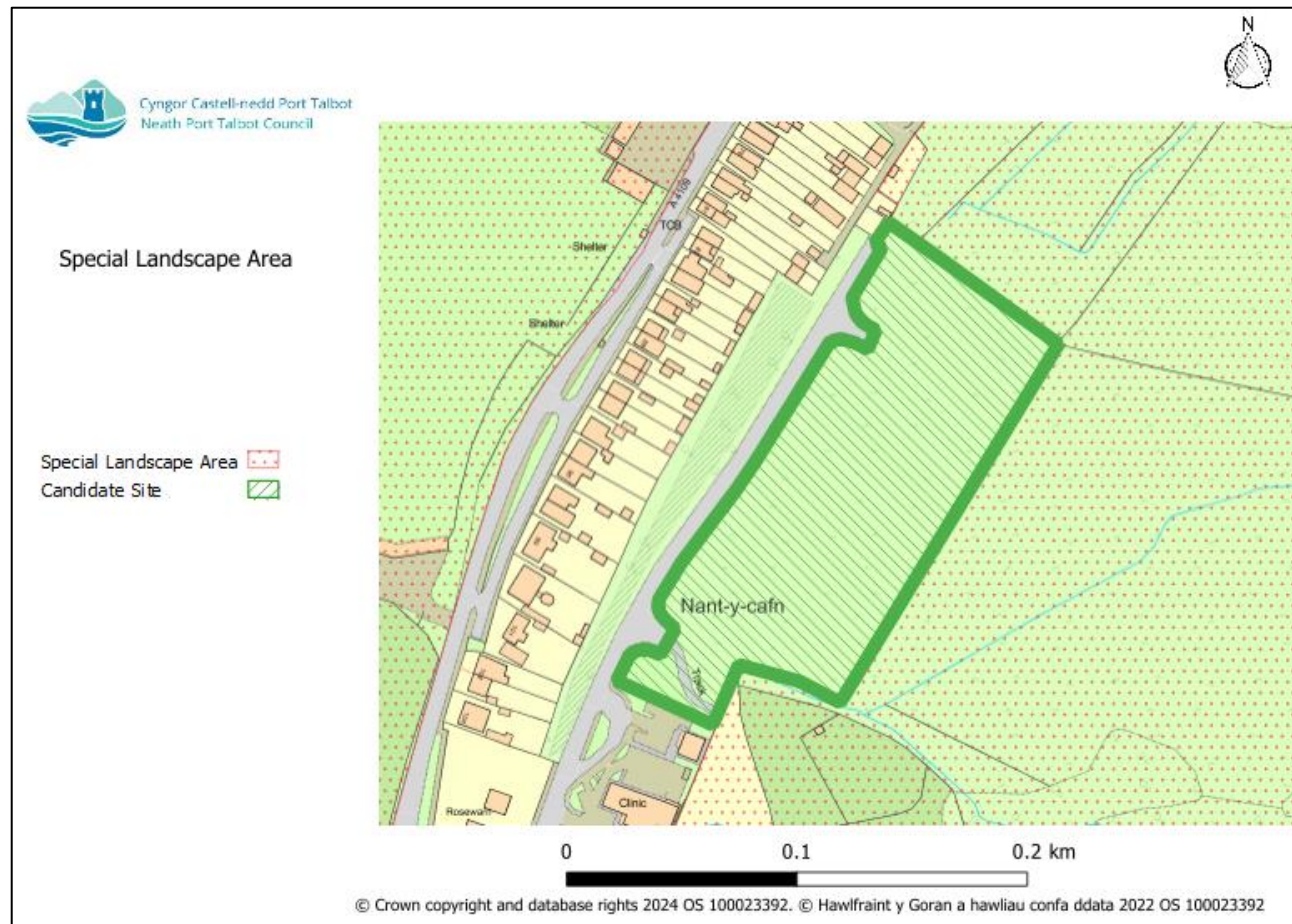 N
Cyngor Castell-nedd Port Talbot
Neath Port Talbot Council
Special Landscape Area
Special Landscape Area
Candidate Site
A 4109
TCB
Shelter
Shelter
Nant-y-cafn
Track
Clinic
0 0.1 0.2 km
© Crown copyright and database rights 2024 OS 100023392. © Hawlfraint y Goran a hawliau confa ddata 2022 OS 100023392